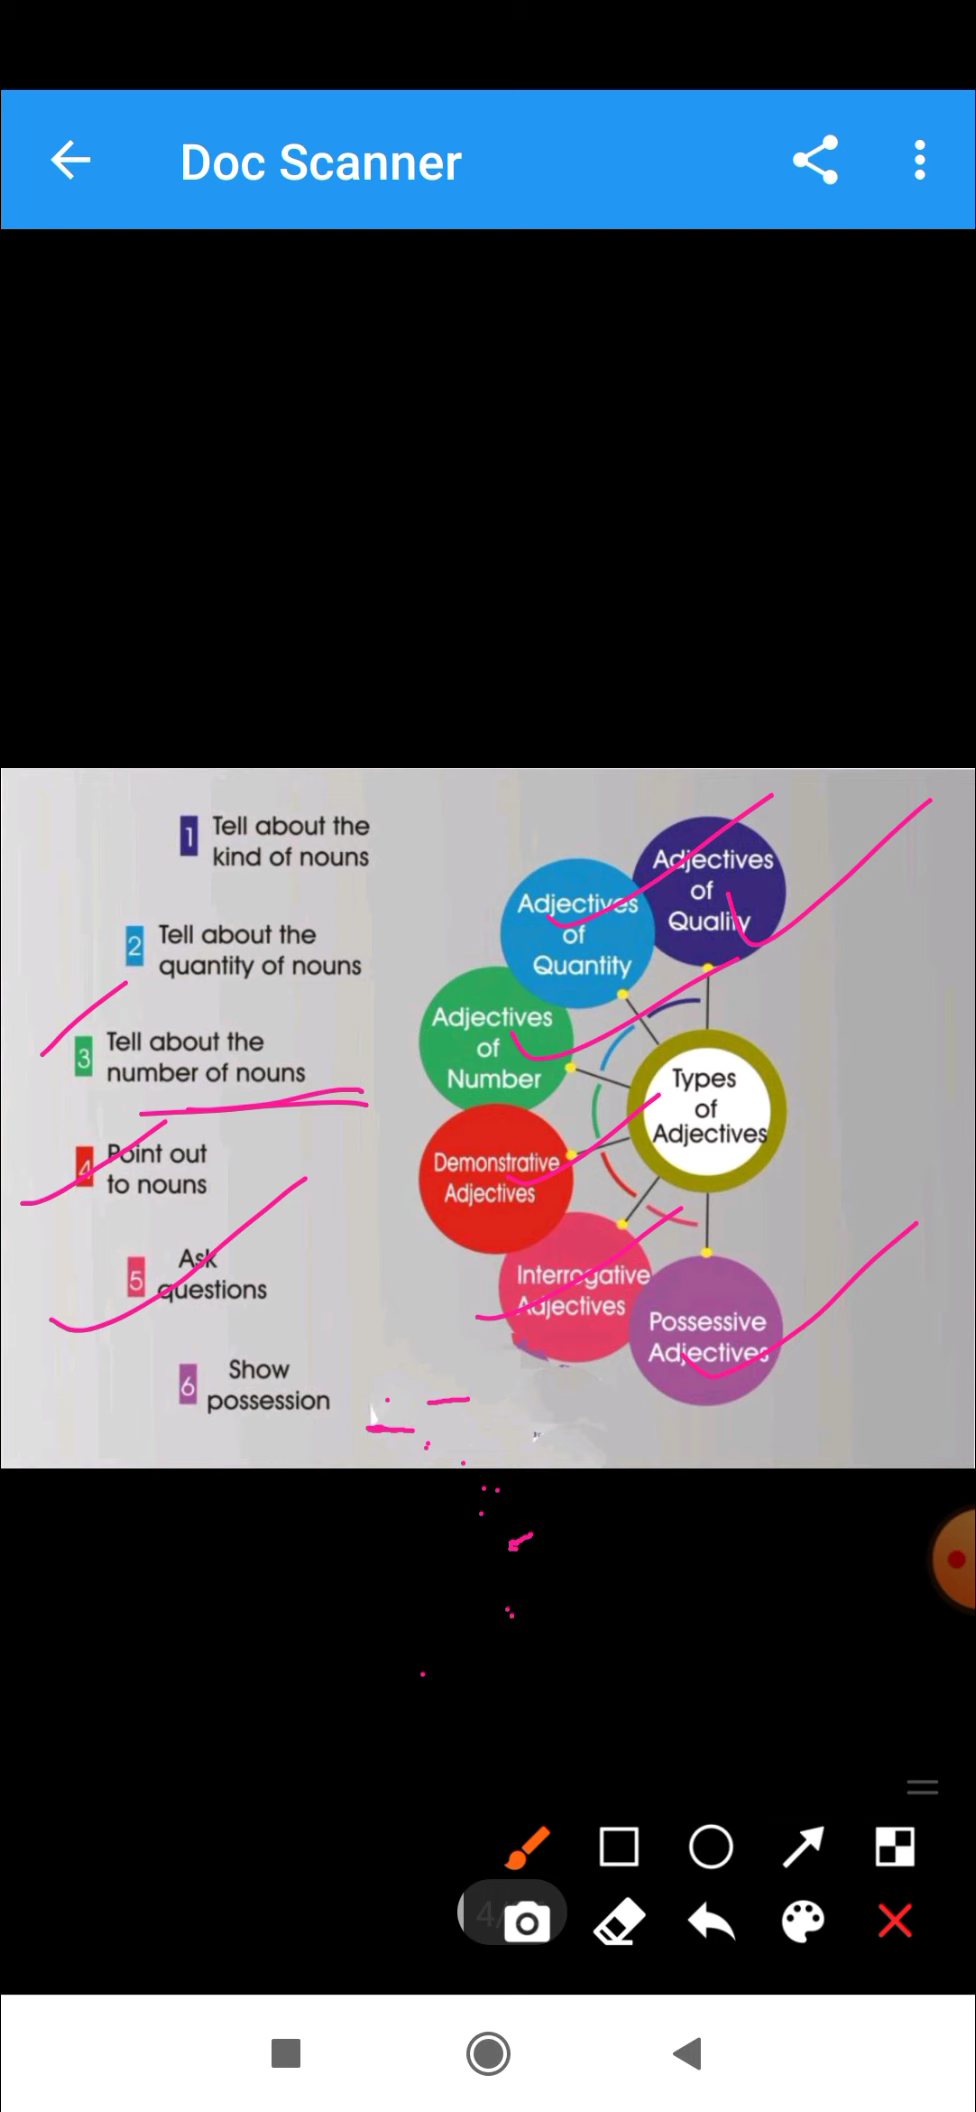 Doc Scanner
1 Tell about the
kind of nouns
2 Tell about the
quantity of nouns
3 Tell about the
number of nouns
4 Point out
to nouns
5 Ask
questions
6 Show
possession
Adjectives
of
Quality
Adjectives
of
Quantity
Adjectives
of
Number
Demonstrative
Adjectives
Interrogative
Adjectives
Possessive
Adjectives
Types
of
Adjectives